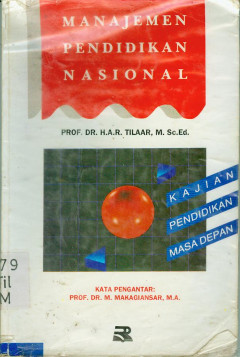 MANAJEMEN
PENDIDIKAN
NASIONAL
PROF. DR. H.A.R. TILAAR, M. Sc.Ed.
KAJIAN
PENDIDIKAN
MASA DEPAN
79
Til
M
KATA PENGANTAR:
PROF. DR. M. MAKAGIANSAR, M.A.